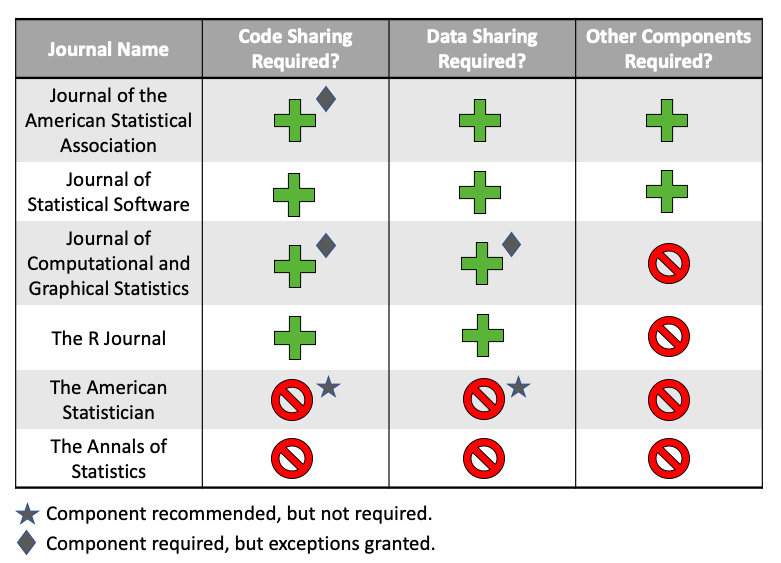 Journal Name
Code Sharing
Required?
Data Sharing
Required?
Other Components
Required?
Journal of the
American Statistical
Association
Journal of
Statistical Software
Journal of
Computational and
Graphical Statistics
The R Journal
The American
Statistician
The Annals of
Statistics
Component recommended, but not required.
Component required, but exceptions granted.